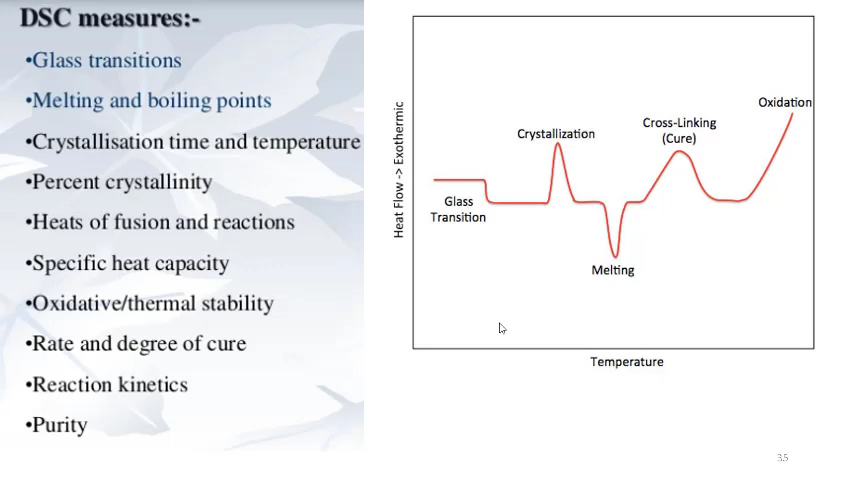 DSC measures:-
•Glass transitions
•Melting and boiling points
•Crystallisation time and temperature
•Percent crystallinity
•Heats of fusion and reactions
•Specific heat capacity
•Oxidative/thermal stability
•Rate and degree of cure
•Reaction kinetics
•Purity
Heat Flow -> Exothermic
Glass
Transition
Crystallization
Melting
Cross-Linking
(Cure)
Oxidation
Temperature
35